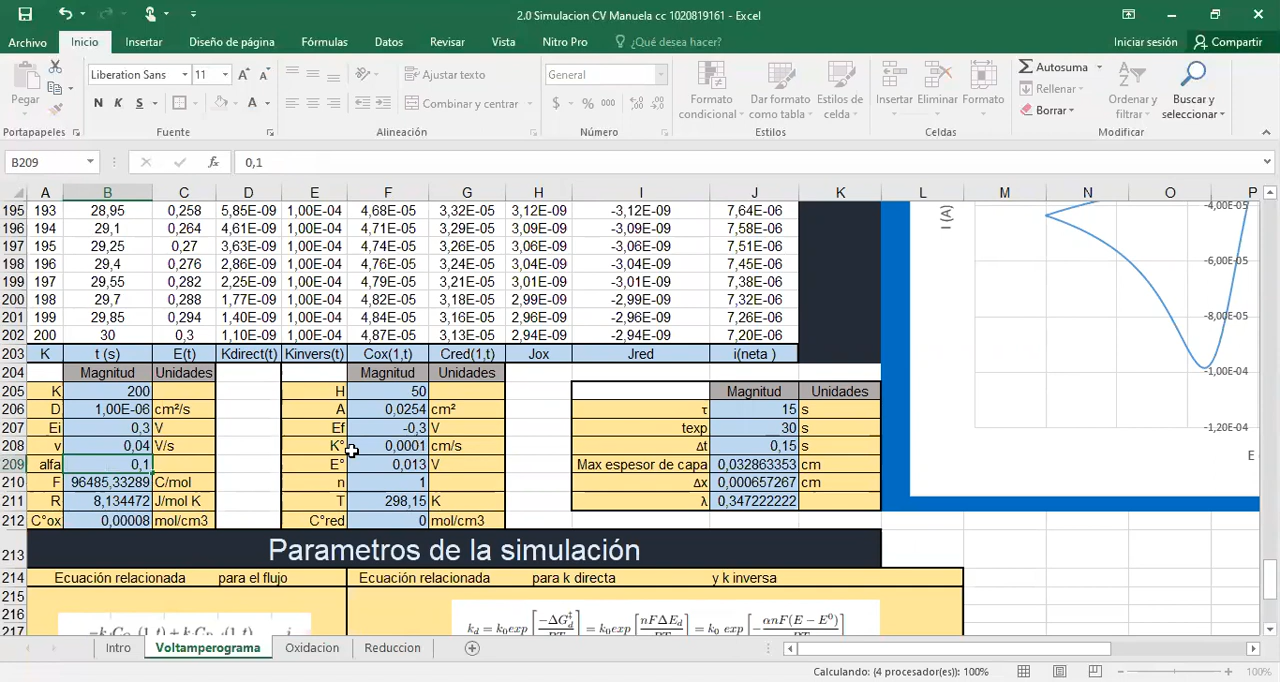 2.0 Simulacion CV Manuela cc 1020819161 - Excel
Archivo Inicio Insertar Diseño de página Fórmulas Datos Revisar Vista Nitro Pro ¿Qué desea hacer? Iniciar sesión Compartir
Pegar Liberation Sans 11 Ajustar texto General Formato condicional Dar formato como tabla Estilos de celda Insertar Eliminar Formato Autosuma Ordenar y filtrar Buscar y seleccionar
N K S A Combinar y centrar $ % 000 Rellenar
Borrar
Portapapeles Fuente Alineación Número Estilos Celdas Modificar
B209 fx 0,1
A B C D E F G H I J K L M N O P
195 193 28,95 0,258 5,85E-09 1,00E-04 4,68E-05 3,32E-05 3,12E-09 -3,12E-09 7,64E-06
196 194 29,1 0,264 4,61E-09 1,00E-04 4,71E-05 3,29E-05 3,09E-09 -3,09E-09 7,58E-06
197 195 29,25 0,27 3,63E-09 1,00E-04 4,74E-05 3,26E-05 3,06E-09 -3,06E-09 7,51E-06
198 196 29,4 0,276 2,86E-09 1,00E-04 4,76E-05 3,24E-05 3,04E-09 -3,04E-09 7,45E-06
199 197 29,55 0,282 2,25E-09 1,00E-04 4,79E-05 3,21E-05 3,01E-09 -3,01E-09 7,38E-06
200 198 29,7 0,288 1,77E-09 1,00E-04 4,82E-05 3,18E-05 2,99E-09 -2,99E-09 7,32E-06
201 199 29,85 0,294 1,40E-09 1,00E-04 4,84E-05 3,16E-05 2,96E-09 -2,96E-09 7,26E-06
202 200 30 0,3 1,10E-09 1,00E-04 4,87E-05 3,13E-05 2,94E-09 -2,94E-09 7,20E-06
203 K t (s) E(t) Kdirect(t) Kinvers(t) Cox(1,t) Cred(1,t) Jox Jred i(neta )
204 Magnitud Unidades Magnitud Unidades
205 K 200 H 50 Magnitud Unidades
206 D 1,00E-06 cm²/s A 0,0254 cm² τ 15 s
207 Ei 0,3 V Ef -0,3 V texp 30 s
208 v 0,04 V/s K° 0,0001 cm/s Δt 0,15 s
209 alfa 0,1 E° 0,013 V Max espesor de capa 0,032863353 cm
210 F 96485,33289 C/mol n 1 Δx 0,000657267 cm
211 R 8,134472 J/mol K T 298,15 K λ 0,347222222
212 C°ox 0,00008 mol/cm3 C°red 0 mol/cm3
213 Parametros de la simulación
214 Ecuación relacionada para el flujo Ecuación relacionada para k directa y k inversa
215
216
217
I (A)
-4,00E-05
-6,00E-05
-8,00E-05
-1,00E-04
-1,20E-04
E
Intro Voltamperograma Oxidacion Reduccion
Calculando: (4 procesador(es)): 100% 100%